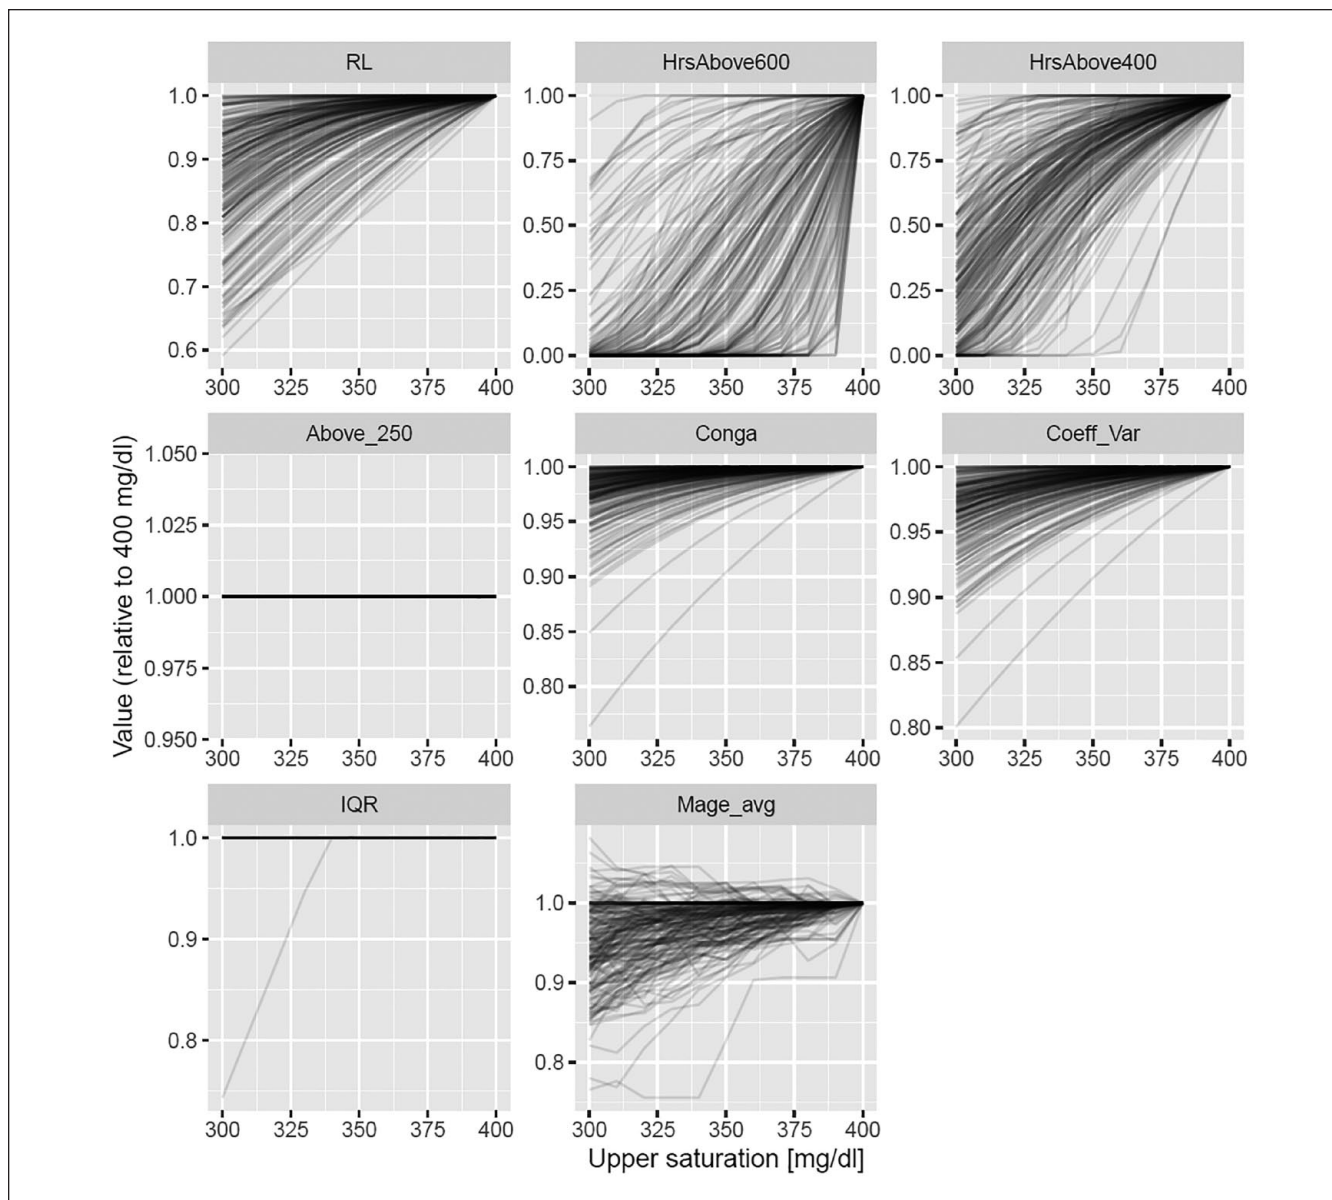 RL HrsAbove600 HrsAbove400
1.0 1.00 1.00
0.9 0.75 0.75
0.8 0.50 0.50
0.7 0.25 0.25
0.6 0.00 0.00
300 325 350 375 400 300 325 350 375 400 300 325 350 375 400
Above_250 Conga Coeff_Var
Value (relative to 400 mg/dl)
1.050 1.00 1.00
1.025 0.95 0.95
1.000 0.90 0.90
0.975 0.85 0.85
0.950 0.80 0.80
300 325 350 375 400 300 325 350 375 400 300 325 350 375 400
IQR Mage_avg
1.0 1.0
0.9 0.9
0.8 0.8
300 325 350 375 400 300 325 350 375 400
Upper saturation [mg/dl]